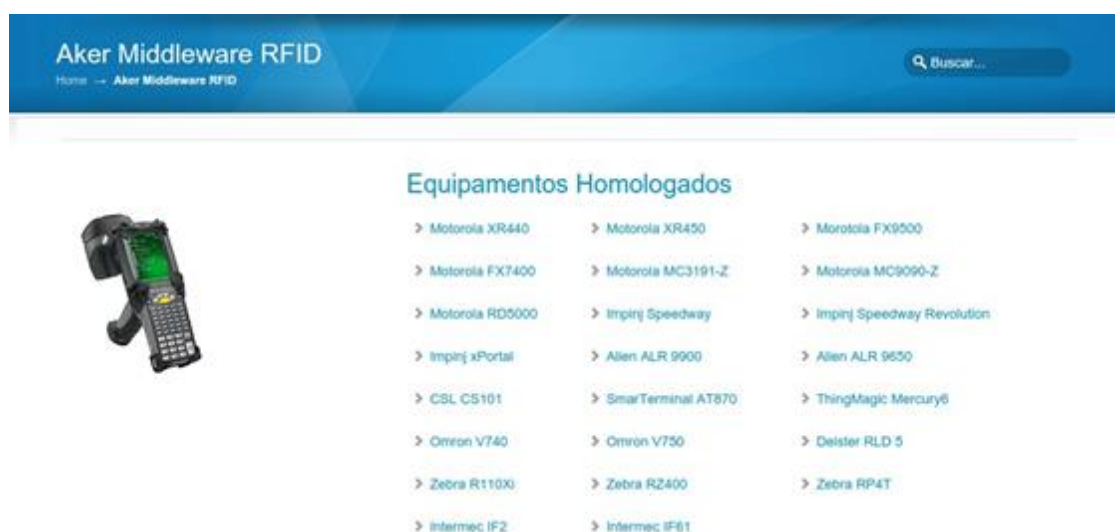 Aker Middleware RFID
Home → Aker Middleware RFID
Buscar...
Equipamentos Homologados
Motorola XR440
Motorola XR450
Morotola FX9500
Motorola FX7400
Motorola MC3191-Z
Motorola MC9090-Z
Motorola RD5000
Impinj Speedway
Impinj Speedway Revolution
Impinj xPortal
Alien ALR 9900
Alien ALR 9650
CSL CS101
SmarTerminal AT870
ThingMagic Mercury6
Omron V740
Omron V750
Deister RLD 5
Zebra R110Xi
Zebra RZ400
Zebra RP4T
Intermec IF2
Intermec IF61